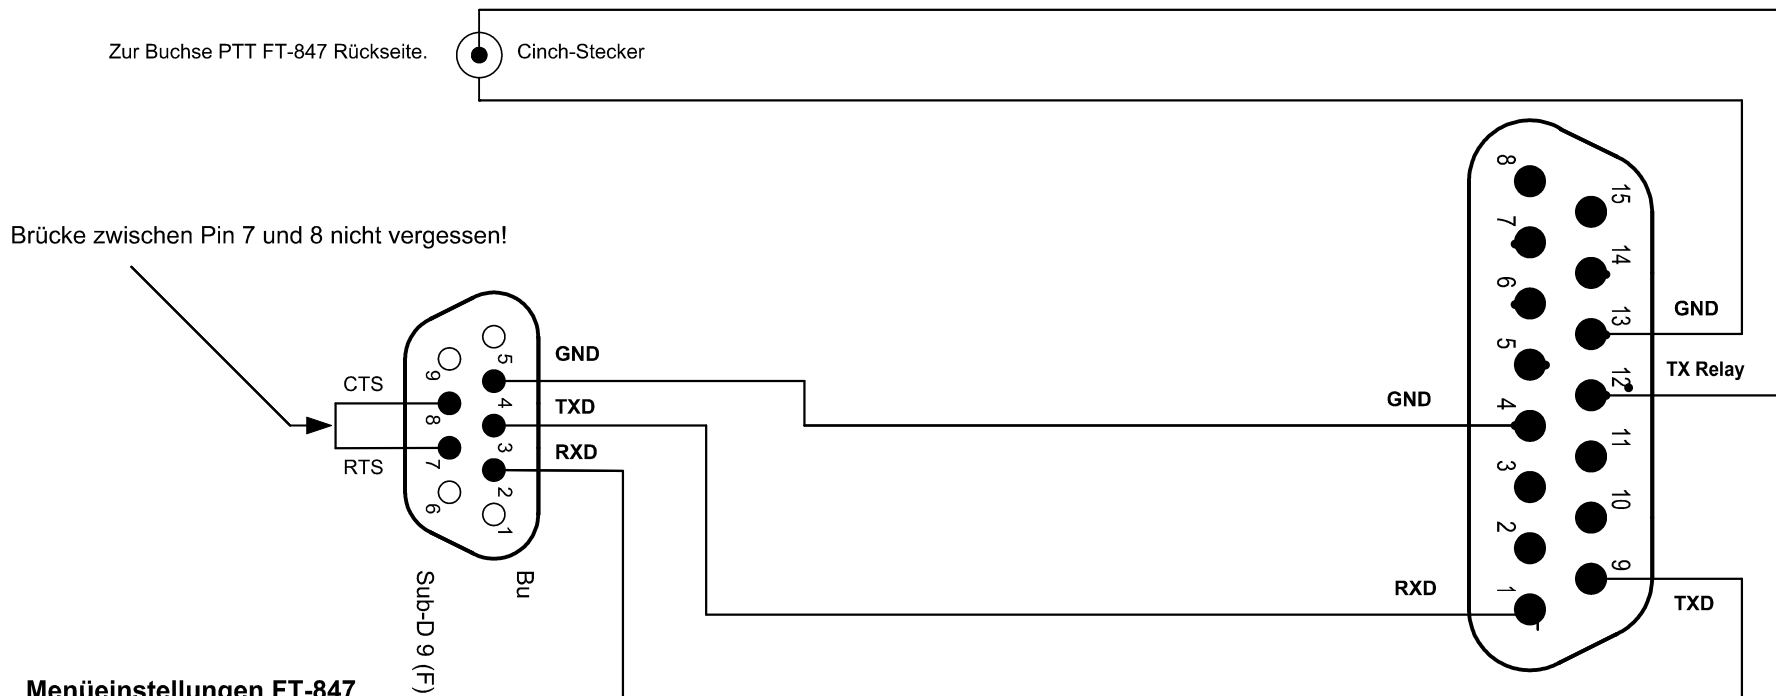 Zur Buchse PTT FT-847 Rückseite.
Cinch-Stecker
Brücke zwischen Pin 7 und 8 nicht vergessen!
CTS
RTS
9
8
7
6
5
4
3
2
1
GND
TXD
RXD
Sub-D 9 (F)
Bu
GND
RXD
8
7
6
5
4
3
2
1
15
14
13
12
11
10
9
GND
TX Relay
TXD
Menüeinstellungen FT-847